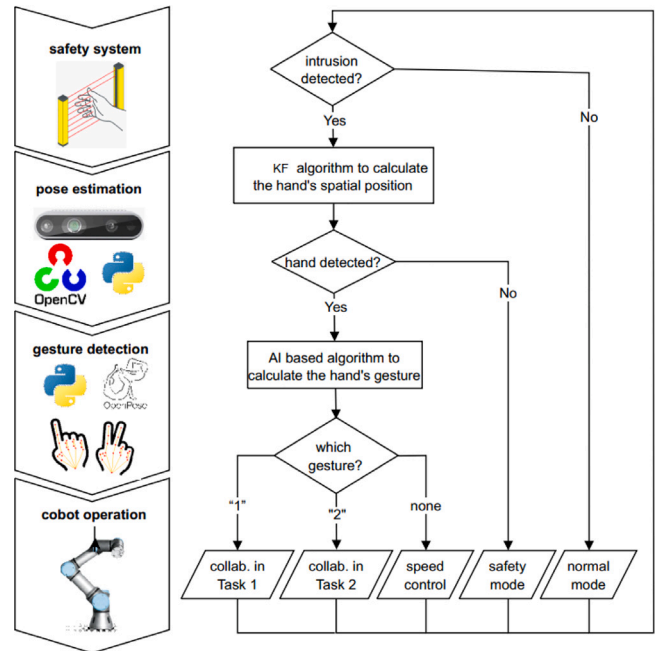 safety system
pose estimation
OpenCV
gesture detection
OpenPose
cobot operation
intrusion
detected?
Yes
No
KF algorithm to calculate
the hand's spatial position
hand detected?
Yes
No
AI based algorithm to
calculate the hand's gesture
which
gesture?
"1"
"2"
none
collab. in
Task 1
collab. in
Task 2
speed
control
safety
mode
normal
mode